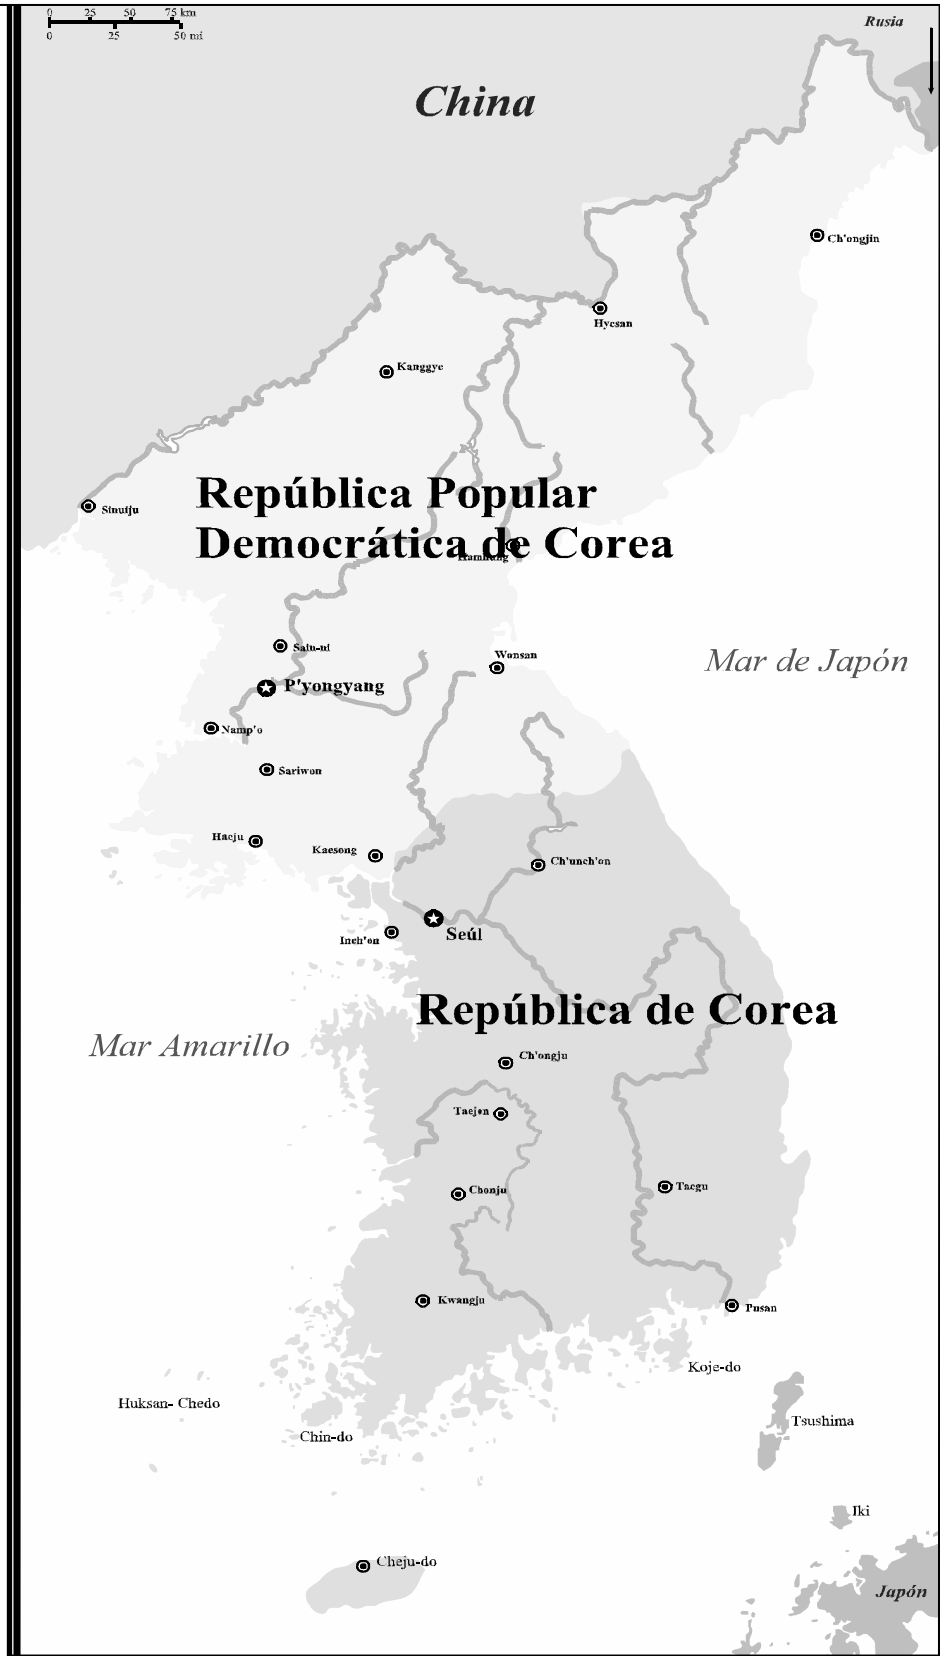 0 25 50 75 km
0 25 50 mi
Rusia
China
Ch'ongjin
Hyesan
Kanggye
República Popular
Democrática de Corea
Sinuiju
Hamhung
Sain-ni
Wonsan
Mar de Japón
P'yongyang
Namp'o
Sariwon
Haeju
Kaesong
Ch'unch'on
Inch'on
Seúl
República de Corea
Mar Amarillo
Ch'ongju
Taejon
Chonju
Taegu
Kwangju
Pusan
Koje-do
Huksan- Chedo
Tsushima
Chin-do
Iki
Cheju-do
Japón